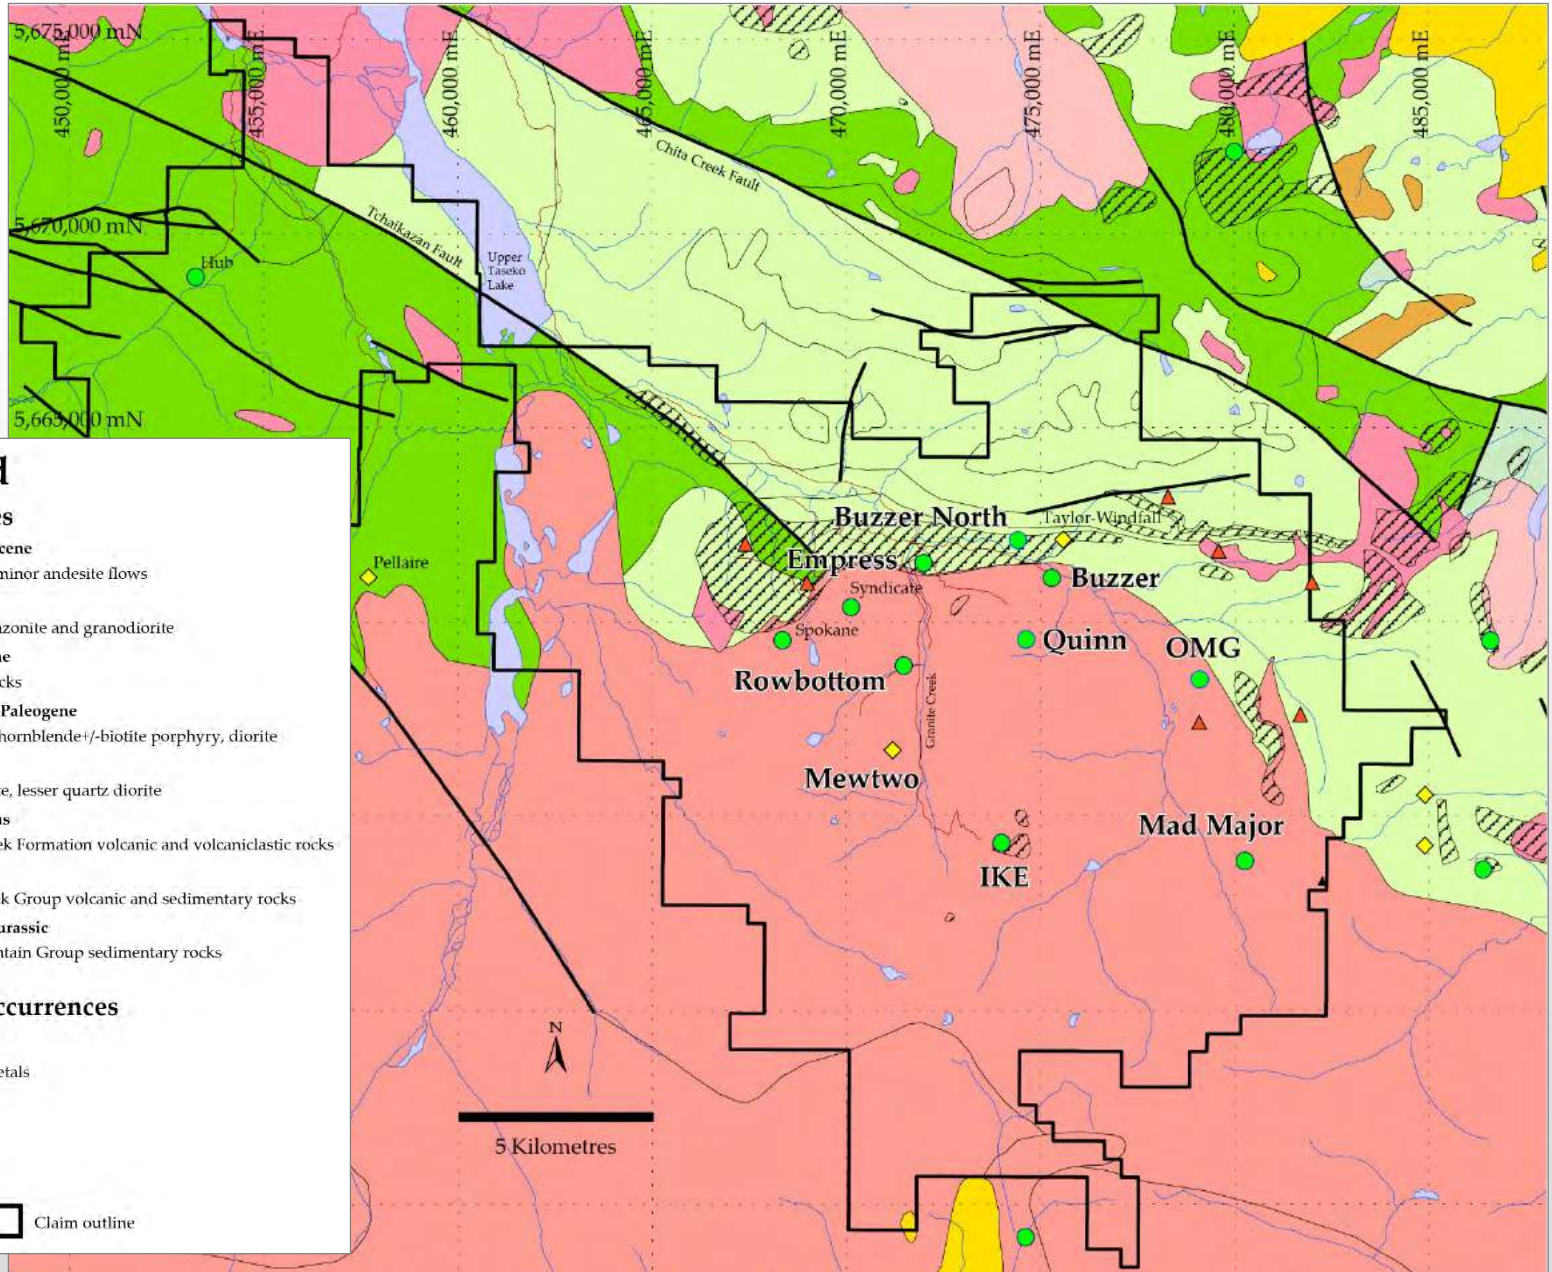 5,675,000 mN
450,000 mE
455,000 mE
460,000 mE
465,000 mE
470,000 mE
475,000 mE
480,000 mE
485,000 mE
Chita Creek Fault
Tchaikazan Fault
5,670,000 mN
Hub
Upper
Taseko
Lake
5,665,000 mN
Buzzer North
Taylor-Windfall
Empress
Pellaire
Buzzer
Syndicate
Spokane
Quinn
OMG
Rowbottom
Granite Creek
Mewtwo
Mad Major
IKE
N
5 Kilometres
d
es
cene
minor andesite flows
nzonite and granodiorite
ne
cks
Paleogene
hornblende+/-biotite porphyry, diorite
te, lesser quartz diorite
us
ek Formation volcanic and volcaniclastic rocks
k Group volcanic and sedimentary rocks
urassic
ntain Group sedimentary rocks
ccurrences
etals
Claim outline